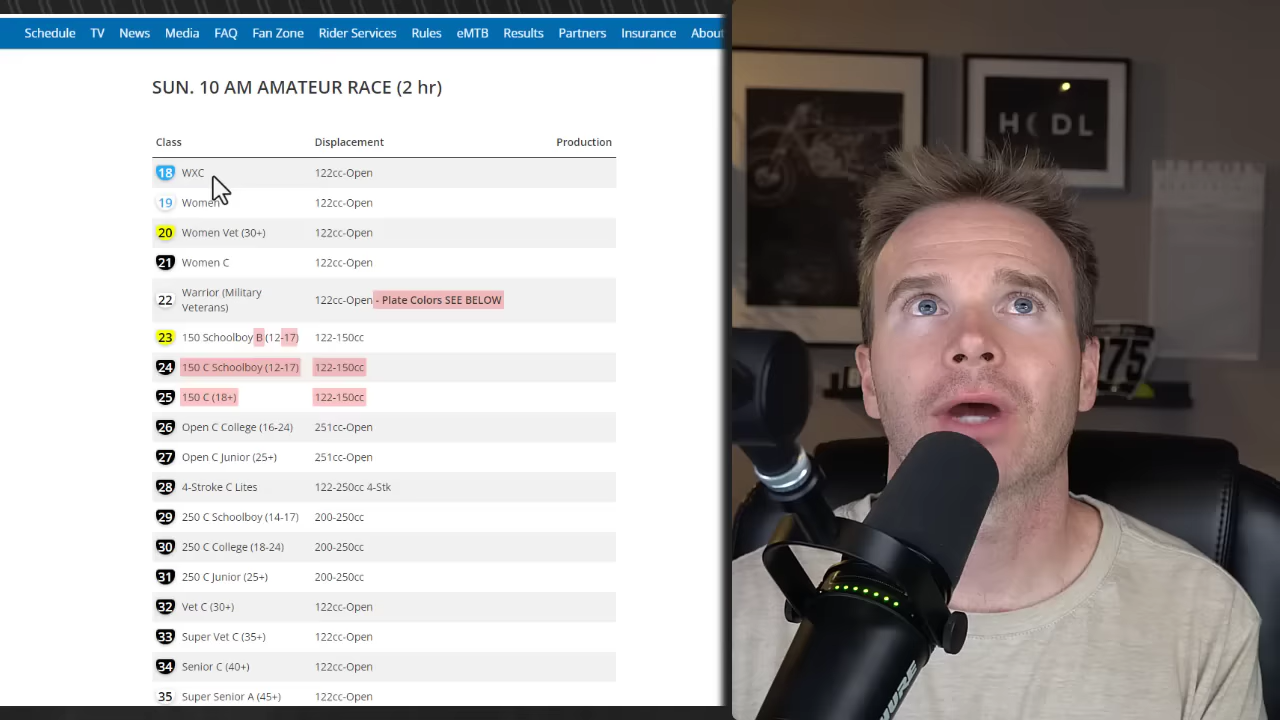 Schedule TV News Media FAQ Fan Zone Rider Services Rules eMTB Results Partners Insurance About
SUN. 10 AM AMATEUR RACE (2 hr)
Class Displacement Production
18 WXC 122cc-Open
19 Women 122cc-Open
20 Women Vet (30+) 122cc-Open
21 Women C 122cc-Open
22 Warrior (Military Veterans) 122cc-Open - Plate Colors SEE BELOW
23 150 Schoolboy B (12-17) 122-150cc
24 150 C Schoolboy (12-17) 122-150cc
25 150 C (18+) 122-150cc
26 Open C College (16-24) 251cc-Open
27 Open C Junior (25+) 251cc-Open
28 4-Stroke C Lites 122-250cc 4-Stk
29 250 C Schoolboy (14-17) 200-250cc
30 250 C College (18-24) 200-250cc
31 250 C Junior (25+) 200-250cc
32 Vet C (30+) 122cc-Open
33 Super Vet C (35+) 122cc-Open
34 Senior C (40+) 122cc-Open
35 Super Senior A (45+) 122cc-Open
H( DL
175